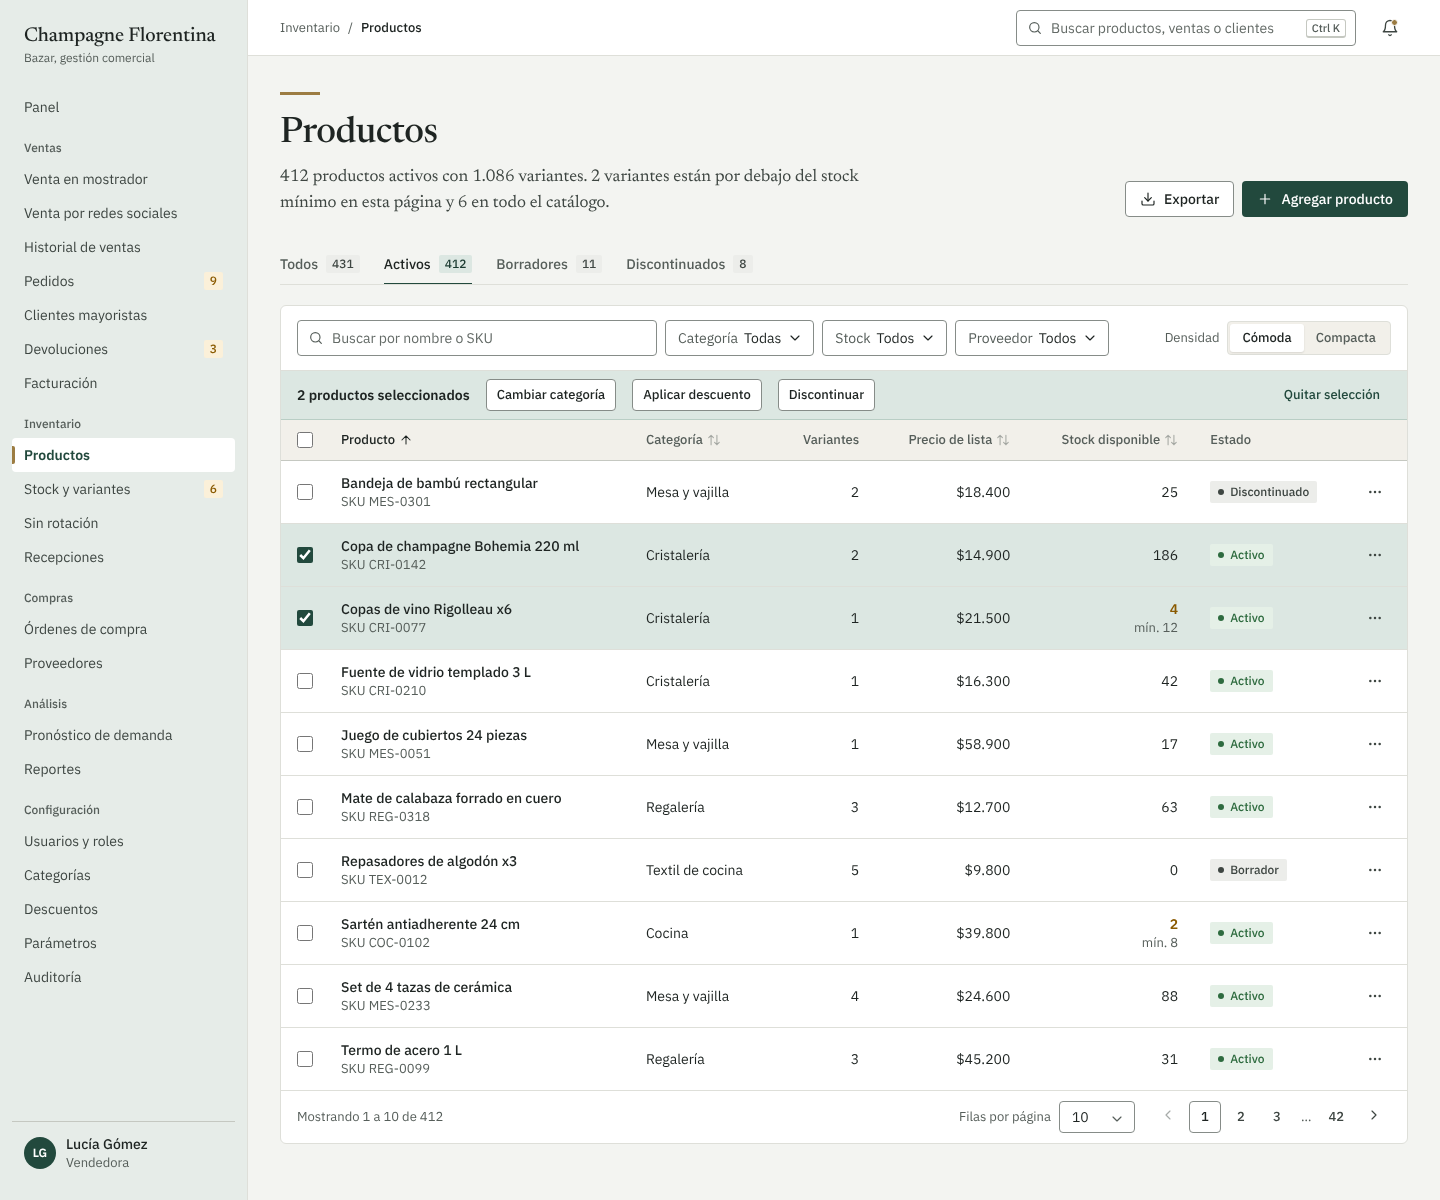 Champagne Florentina
Bazar, gestión comercial
Panel
Ventas
Venta en mostrador
Venta por redes sociales
Historial de ventas
Pedidos 9
Clientes mayoristas
Devoluciones 3
Facturación
Inventario
Productos
Stock y variantes 6
Sin rotación
Recepciones
Compras
Órdenes de compra
Proveedores
Análisis
Pronóstico de demanda
Reportes
Configuración
Usuarios y roles
Categorías
Descuentos
Parámetros
Auditoría
LG Lucía Gómez
Vendedora
Inventario / Productos
Buscar productos, ventas o clientes Ctrl K
Productos
412 productos activos con 1.086 variantes. 2 variantes están por debajo del stock
mínimo en esta página y 6 en todo el catálogo.
Exportar Agregar producto
Todos 431 Activos 412 Borradores 11 Discontinuados 8
Buscar por nombre o SKU Categoría Todas Stock Todos Proveedor Todos Densidad Cómoda Compacta
2 productos seleccionados Cambiar categoría Aplicar descuento Discontinuar Quitar selección
Producto Categoría Variantes Precio de lista Stock disponible Estado
Bandeja de bambú rectangular
SKU MES-0301
Mesa y vajilla 2 $18.400 25 Discontinuado
Copa de champagne Bohemia 220 ml
SKU CRI-0142
Cristalería 2 $14.900 186 Activo
Copas de vino Rigolleau x6
SKU CRI-0077
Cristalería 1 $21.500 4
mín. 12
Activo
Fuente de vidrio templado 3 L
SKU CRI-0210
Cristalería 1 $16.300 42 Activo
Juego de cubiertos 24 piezas
SKU MES-0051
Mesa y vajilla 1 $58.900 17 Activo
Mate de calabaza forrado en cuero
SKU REG-0318
Regalería 3 $12.700 63 Activo
Repasadores de algodón x3
SKU TEX-0012
Textil de cocina 5 $9.800 0 Borrador
Sartén antiadherente 24 cm
SKU COC-0102
Cocina 1 $39.800 2
mín. 8
Activo
Set de 4 tazas de cerámica
SKU MES-0233
Mesa y vajilla 4 $24.600 88 Activo
Termo de acero 1 L
SKU REG-0099
Regalería 3 $45.200 31 Activo
Mostrando 1 a 10 de 412 Filas por página 10 1 2 3 … 42